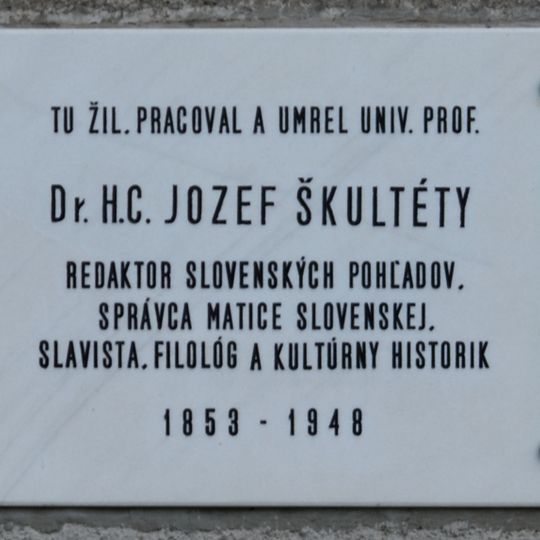 TU ŽIL, PRACOVAL A UMREL UNIV. PROF.
Dr. H.C. JOZEF ŠKULTÉTY
REDAKTOR SLOVENSKÝCH POHĽADOV,
SPRÁVCA MATICE SLOVENSKEJ,
SLAVISTA, FILOLÓG A KULTÚRNY HISTORIK
1853 - 1948